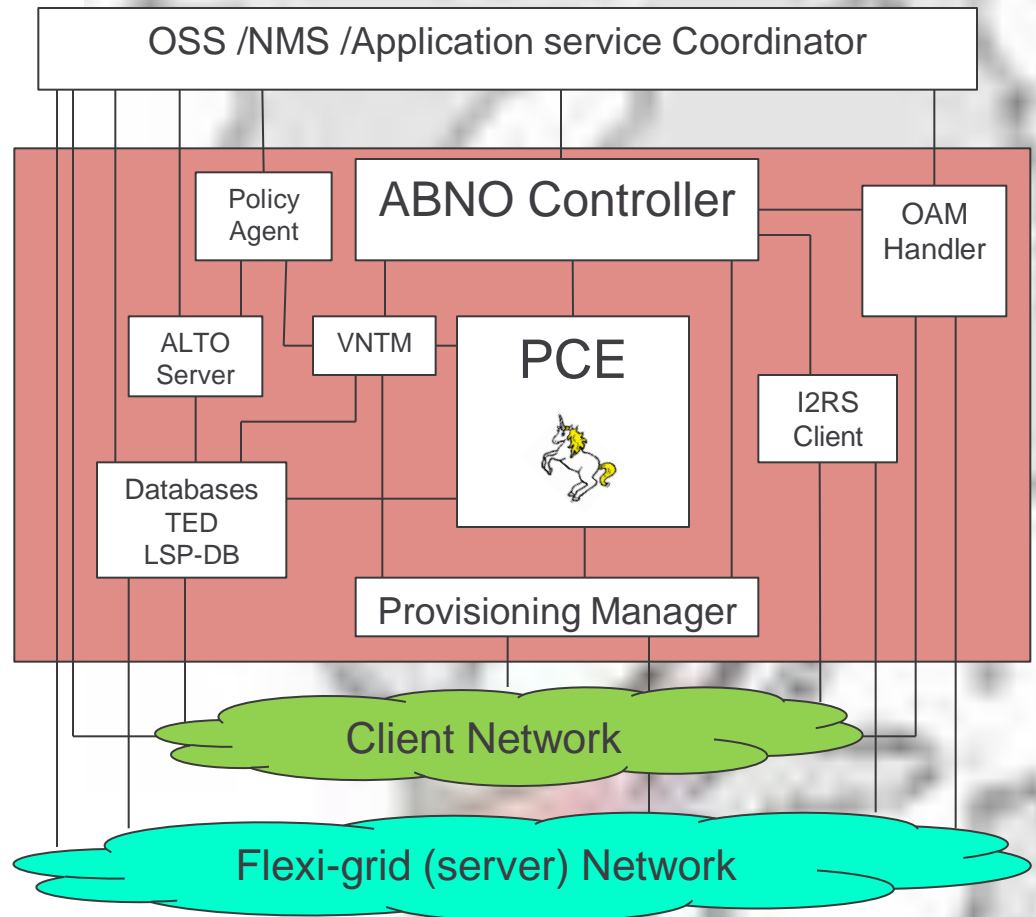 OSS /NMS /Application service Coordinator
Policy
Agent
ABNO Controller
OAM
Handler
ALTO
Server
VNTM
PCE
I2RS
Client
Databases
TED
LSP-DB
Provisioning Manager
Client Network
Flexi-grid (server) Network